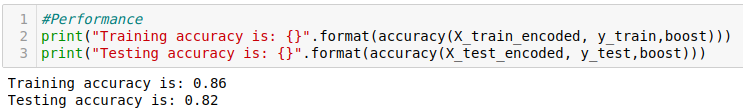 1 #Performance
2 print("Training accuracy is: {}".format(accuracy(X_train_encoded, y_train,boost)))
3 print("Testing accuracy is: {}".format(accuracy(X_test_encoded, y_test,boost)))
Training accuracy is: 0.86
Testing accuracy is: 0.82